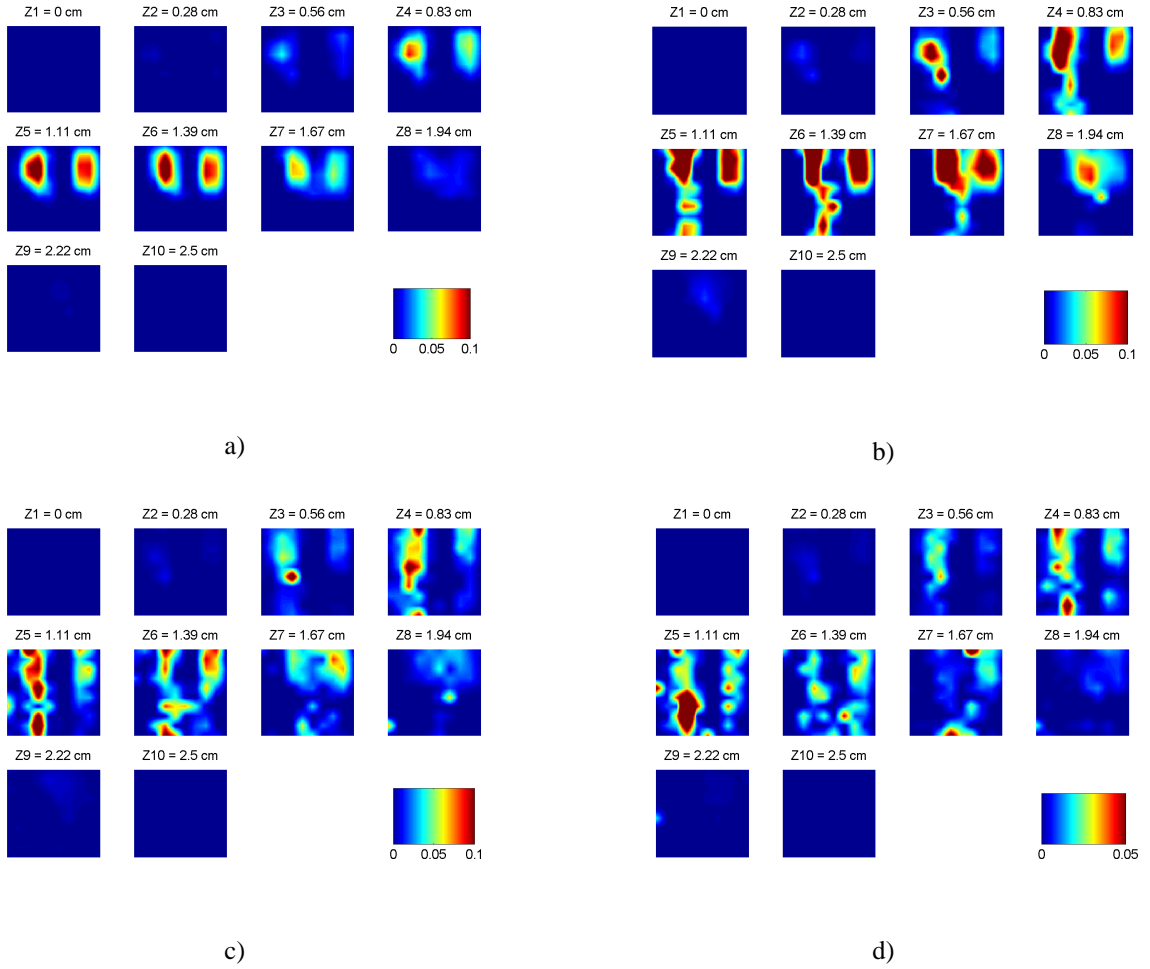 Z1 = 0 cm Z2 = 0.28 cm Z3 = 0.56 cm Z4 = 0.83 cm
Z5 = 1.11 cm Z6 = 1.39 cm Z7 = 1.67 cm Z8 = 1.94 cm
Z9 = 2.22 cm Z10 = 2.5 cm
0 0.05 0.1
a)
Z1 = 0 cm Z2 = 0.28 cm Z3 = 0.56 cm Z4 = 0.83 cm
Z5 = 1.11 cm Z6 = 1.39 cm Z7 = 1.67 cm Z8 = 1.94 cm
Z9 = 2.22 cm Z10 = 2.5 cm
0 0.05 0.1
b)
Z1 = 0 cm Z2 = 0.28 cm Z3 = 0.56 cm Z4 = 0.83 cm
Z5 = 1.11 cm Z6 = 1.39 cm Z7 = 1.67 cm Z8 = 1.94 cm
Z9 = 2.22 cm Z10 = 2.5 cm
0 0.05 0.1
c)
Z1 = 0 cm Z2 = 0.28 cm Z3 = 0.56 cm Z4 = 0.83 cm
Z5 = 1.11 cm Z6 = 1.39 cm Z7 = 1.67 cm Z8 = 1.94 cm
Z9 = 2.22 cm Z10 = 2.5 cm
0 0.05
d)